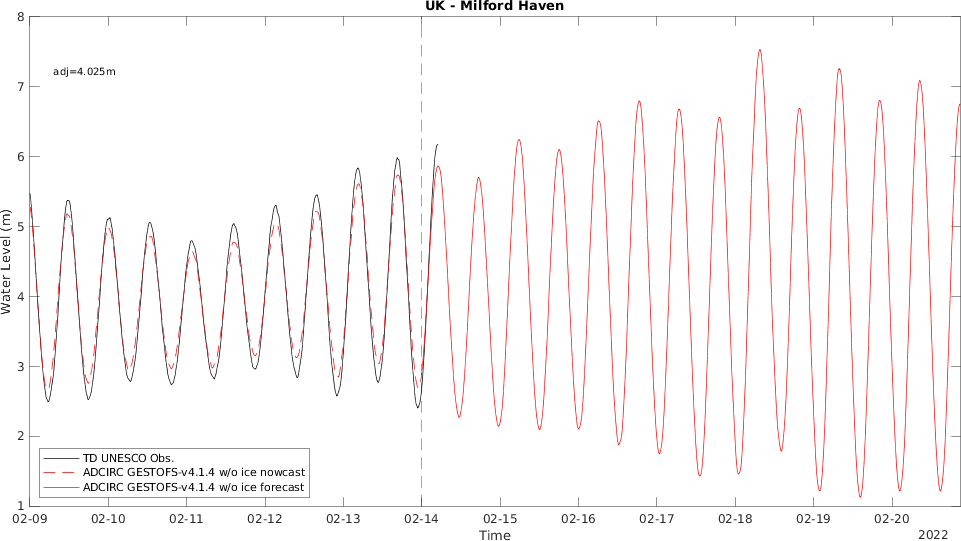 UK - Milford Haven
8
adj=4.025m
7
6
5
Water Level (m)
4
3
2
TD UNESCO Obs.
ADCIRC GESTOFS-v4.1.4 w/o ice nowcast
ADCIRC GESTOFS-v4.1.4 w/o ice forecast
1
02-09 02-10 02-11 02-12 02-13 02-14 02-15 02-16 02-17 02-18 02-19 02-20
Time
2022